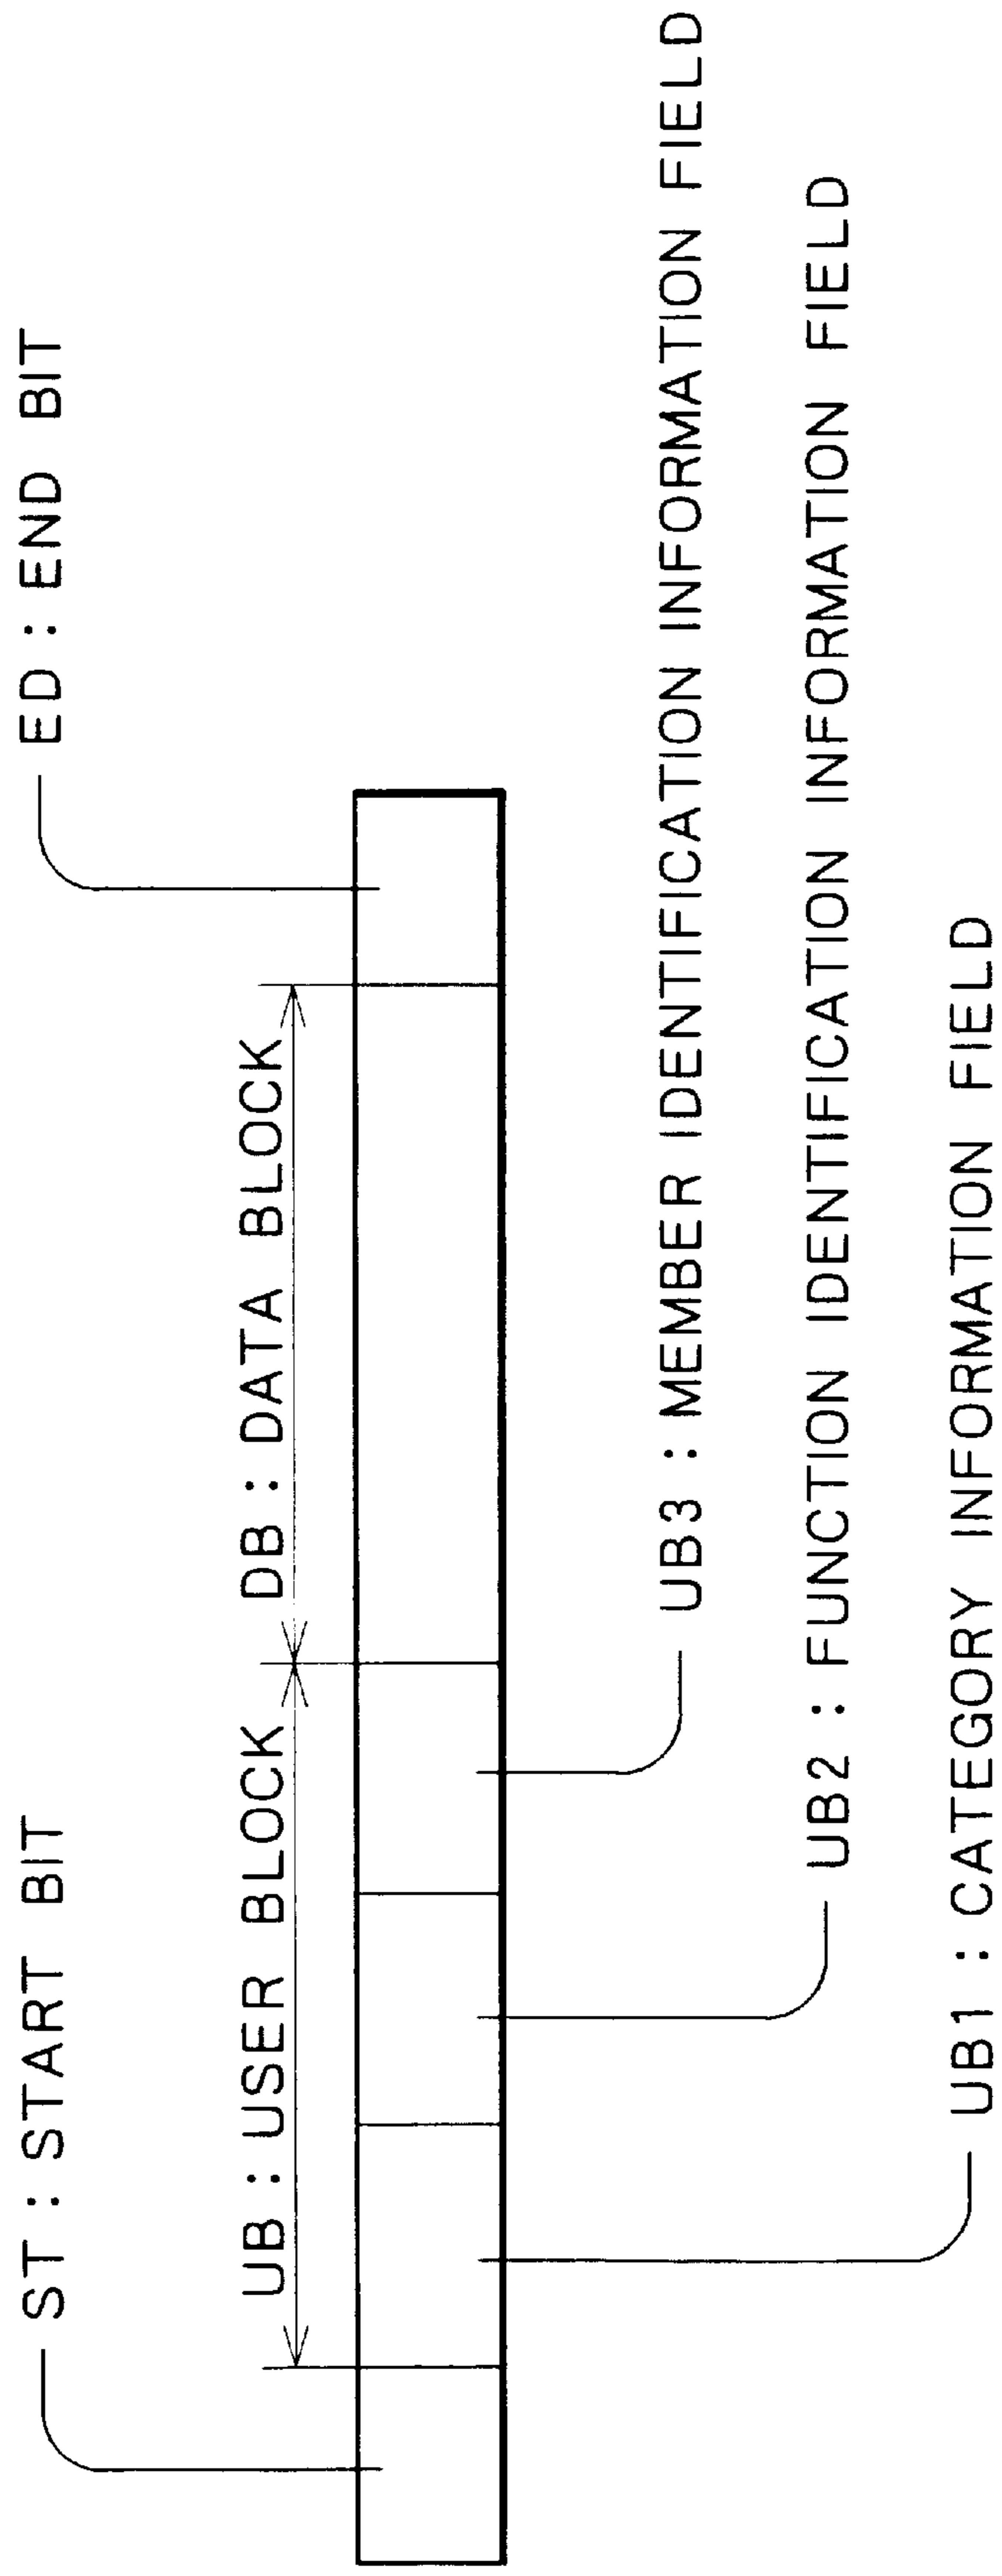 ST : START BIT
ED : END BIT
UB : USER BLOCK
DB : DATA BLOCK
UB3 : MEMBER IDENTIFICATION INFORMATION FIELD
UB2 : FUNCTION IDENTIFICATION INFORMATION FIELD
UB1 : CATEGORY INFORMATION FIELD